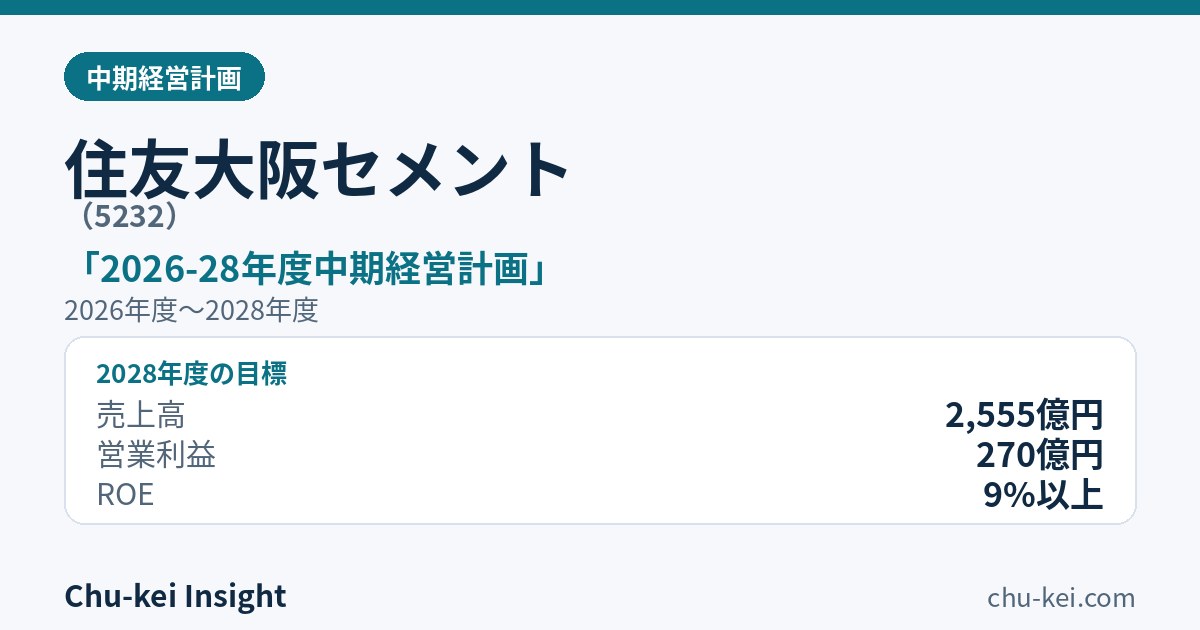 中期経営計画
住友大阪セメント
（5232）
「2026-28年度中期経営計画」
2026年度～2028年度
2028年度の目標
売上高 2,555億円
営業利益 270億円
ROE 9%以上
Chu-kei Insight chu-kei.com